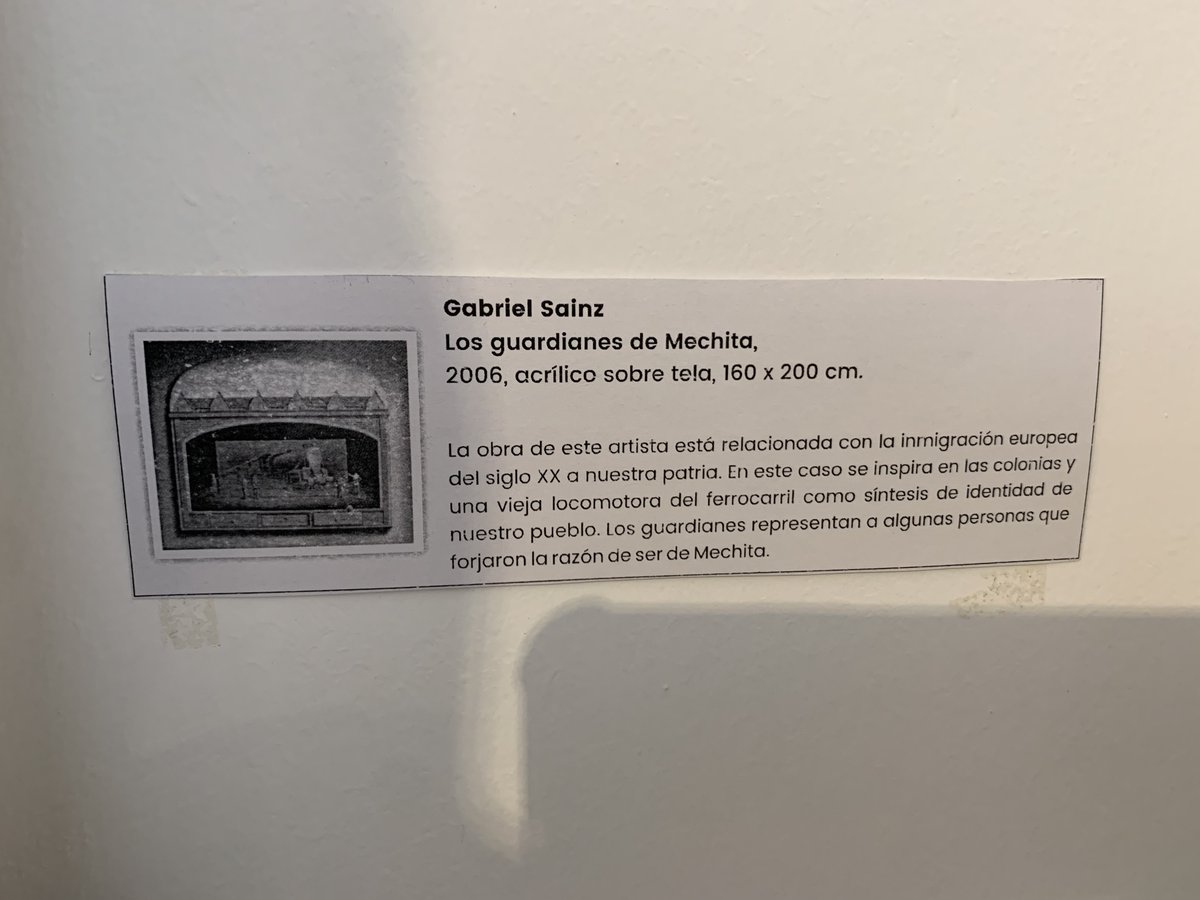 Gabriel Sainz
Los guardianes de Mechita,
2006, acrílico sobre tela, 160 x 200 cm.
La obra de este artista está relacionada con la inmigración europea
del siglo XX a nuestra patria. En este caso se inspira en las colonias y
una vieja locomotora del ferrocarril como síntesis de identidad de
nuestro pueblo. Los guardianes representan a algunas personas que
forjaron la razón de ser de Mechita.